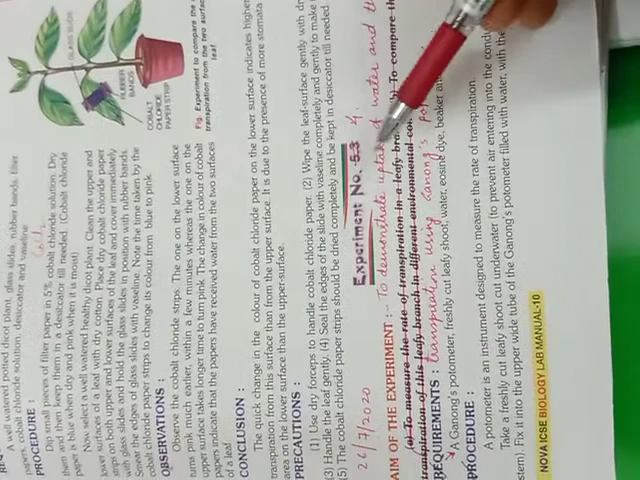 A well watered potted dicot plant, glass slides, rubber bands, filter
papers, cobalt chloride solution, desiccator and vaseline
PROCEDURE :
Dip small pieces of filter paper in 5% cobalt chloride solution. Dry
them and then keep them in a desiccator till needed. (Cobalt chloride
paper is blue when dry and pink when it is moist)
Now select a well watered healthy dicot plant. Clean the upper and
lower surfaces of a leaf with dry cotton. Place dry cobalt chloride paper
strips on both upper and lower surfaces of the leaf and cover immediately
with glass slides and hold the glass slides in position with rubber bands
Smear the edges of glass slides with vaseline. Note the time taken by the
cobalt chloride paper strips to change its colour from blue to pink.
OBSERVATIONS :
Observe the cobalt chloride strips. The one on the lower surface
turns pink much earlier, within a few minutes whereas the one on the
upper surface takes longer time to turn pink. The change in colour of cobalt
papers indicate that the papers have received water from the two surfaces
of a leaf
GLASS SLIDE
RUBBER
BANDS
COBALT
CHLORIDE
PAPER STRIP
Fig. Experiment to compare the
transpiration from the two surfac
leaf
CONCLUSION :
The quick change in the colour of cobalt chloride paper on the lower surface indicates higher
transpiration from this surface than from the upper surface. It is due to the presence of more stomata
area on the lower surface than the upper-surface.
PRECAUTIONS :
(1) Use dry forceps to handle cobalt chloride paper. (2) Wipe the leaf-surface gently with dry
(3) Handle the leaf gently. (4) Seal the edges of the slide with vaseline completely and gently to make
(5) The cobalt chloride paper strips should be dried completely and be kept in desiccator till needed
26/7/2020
Experiment No. 5.3 4.
AIM OF THE EXPERIMENT :- To demonstrate uptake of water and th
(a) To measure the rate of transpiration in a leafy bra (b) To compare th
transpiration of this leafy branch in different environmental con
transpiration using Ganong's
REQUIREMENTS :
A Ganong's potometer, freshly cut leafy shoot, water, eosine dye, beaker
PROCEDURE :
A potometer is an instrument designed to measure the rate of transpiration.
Take a freshly cut leafy shoot cut underwater (to prevent air entering into the condu
stem). Fix it into the upper wide tube of the Ganong's potometer filled with water, with the
NOVA ICSE BIOLOGY LAB MANUAL-10